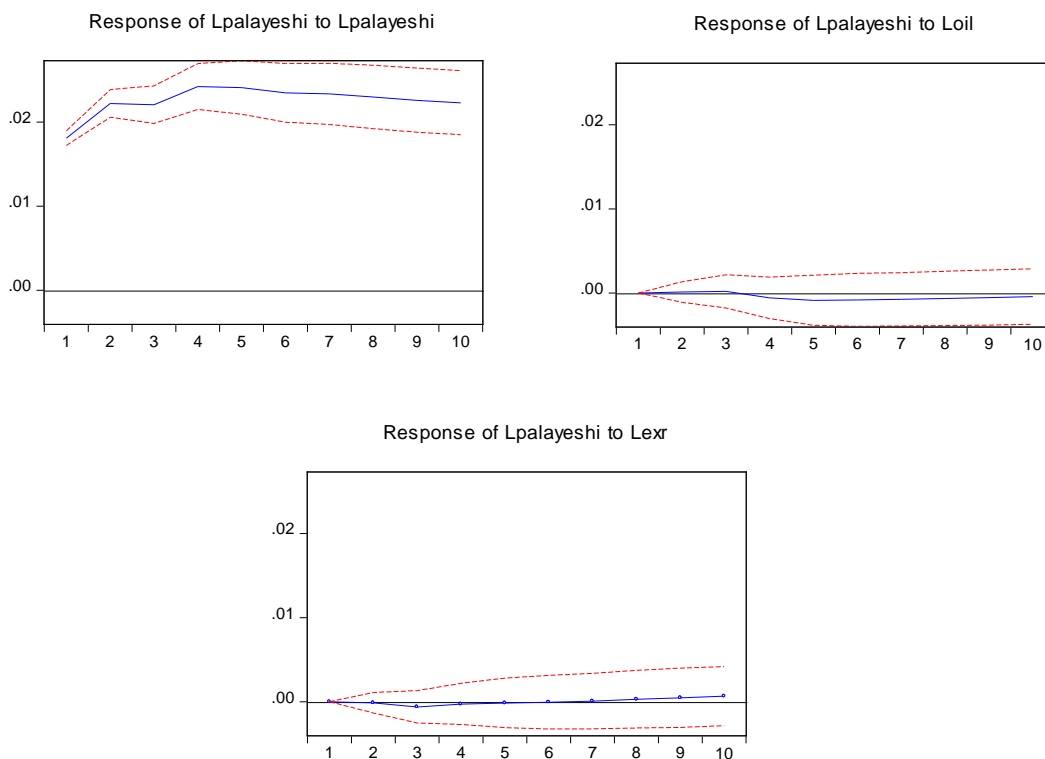 Response of Lpalayeshi to Lpalayeshi
.02
.01
.00
1 2 3 4 5 6 7 8 9 10
Response of Lpalayeshi to Loil
.02
.01
.00
1 2 3 4 5 6 7 8 9 10
Response of Lpalayeshi to Lexr
.02
.01
.00
1 2 3 4 5 6 7 8 9 10